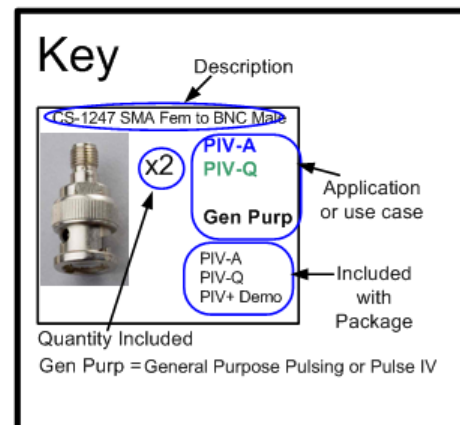 Key
Description
CS-1247 SMA Fem to BNC Male
x2
PIV-A
PIV-Q
Gen Purp
Application
or use case
PIV-A
PIV-Q
PIV+ Demo
Included
with
Package
Quantity Included
Gen Purp = General Purpose Pulsing or Pulse IV